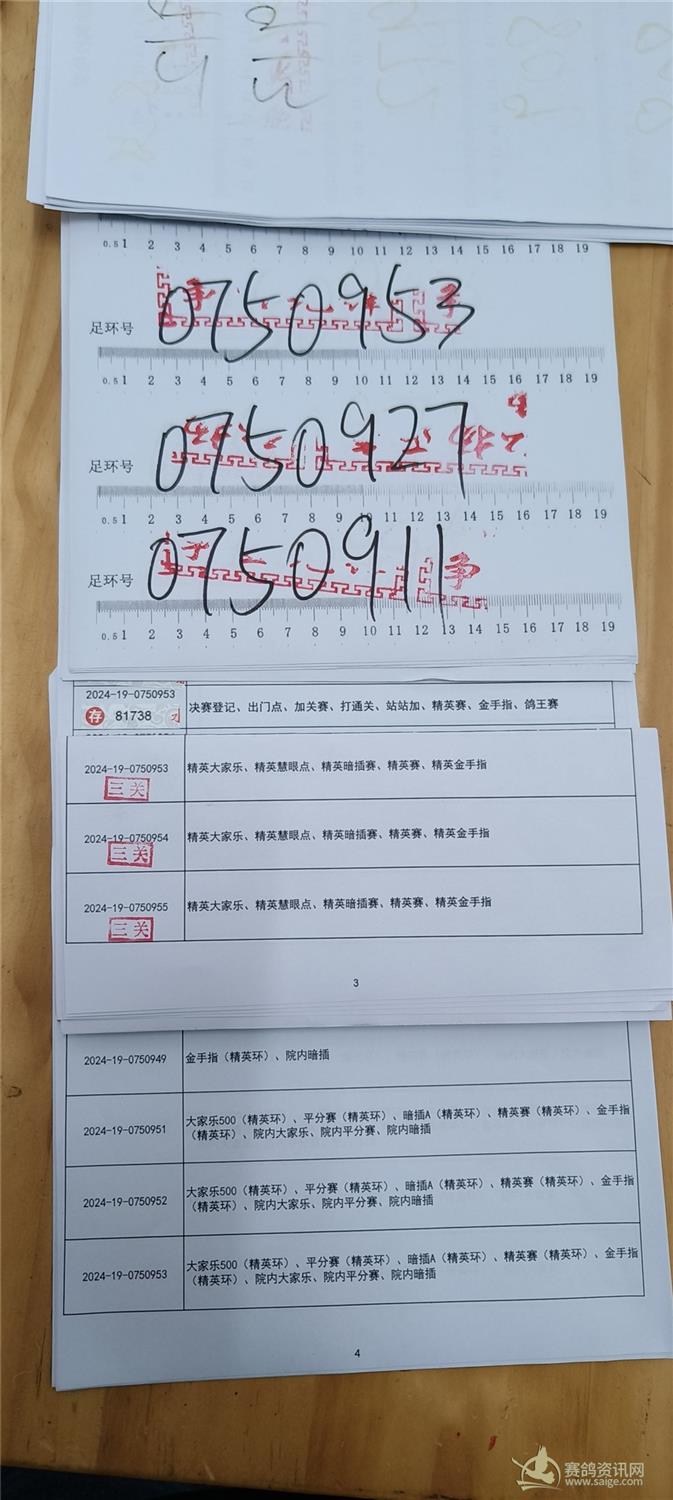 0.5 1 2 3 4 5 6 7 8 9 10 11 12 13 14 15 16 17 18 19
足环号 0750953
0.5 1 2 3 4 5 6 7 8 9 10 11 12 13 14 15 16 17 18 19
足环号 0750927
0.5 1 2 3 4 5 6 7 8 9 10 11 12 13 14 15 16 17 18 19
足环号 0750911
争
0.5 1 2 3 4 5 6 7 8 9 10 11 12 13 14 15 16 17 18 19
2024-19-0750953
存 81738
决赛登记、出门点、加关赛、打通关、站站加、精英赛、金手指、鸽王赛
2024-19-0750953 精英大家乐、精英慧眼点、精英暗插赛、精英赛、精英金手指
三关
2024-19-0750954 精英大家乐、精英慧眼点、精英暗插赛、精英赛、精英金手指
三关
2024-19-0750955 精英大家乐、精英慧眼点、精英暗插赛、精英赛、精英金手指
三关
3
2024-19-0750949 金手指（精英环）、院内暗插
2024-19-0750951 大家乐500（精英环）、平分赛（精英环）、暗插A（精英环）、精英赛（精英环）、金手指
（精英环）、院内大家乐、院内平分赛、院内暗插
2024-19-0750952 大家乐500（精英环）、平分赛（精英环）、暗插A（精英环）、精英赛（精英环）、金手指
（精英环）、院内大家乐、院内平分赛、院内暗插
2024-19-0750953 大家乐500（精英环）、平分赛（精英环）、暗插A（精英环）、精英赛（精英环）、金手指
（精英环）、院内大家乐、院内平分赛、院内暗插
4
赛鸽资讯网
www.saige.com